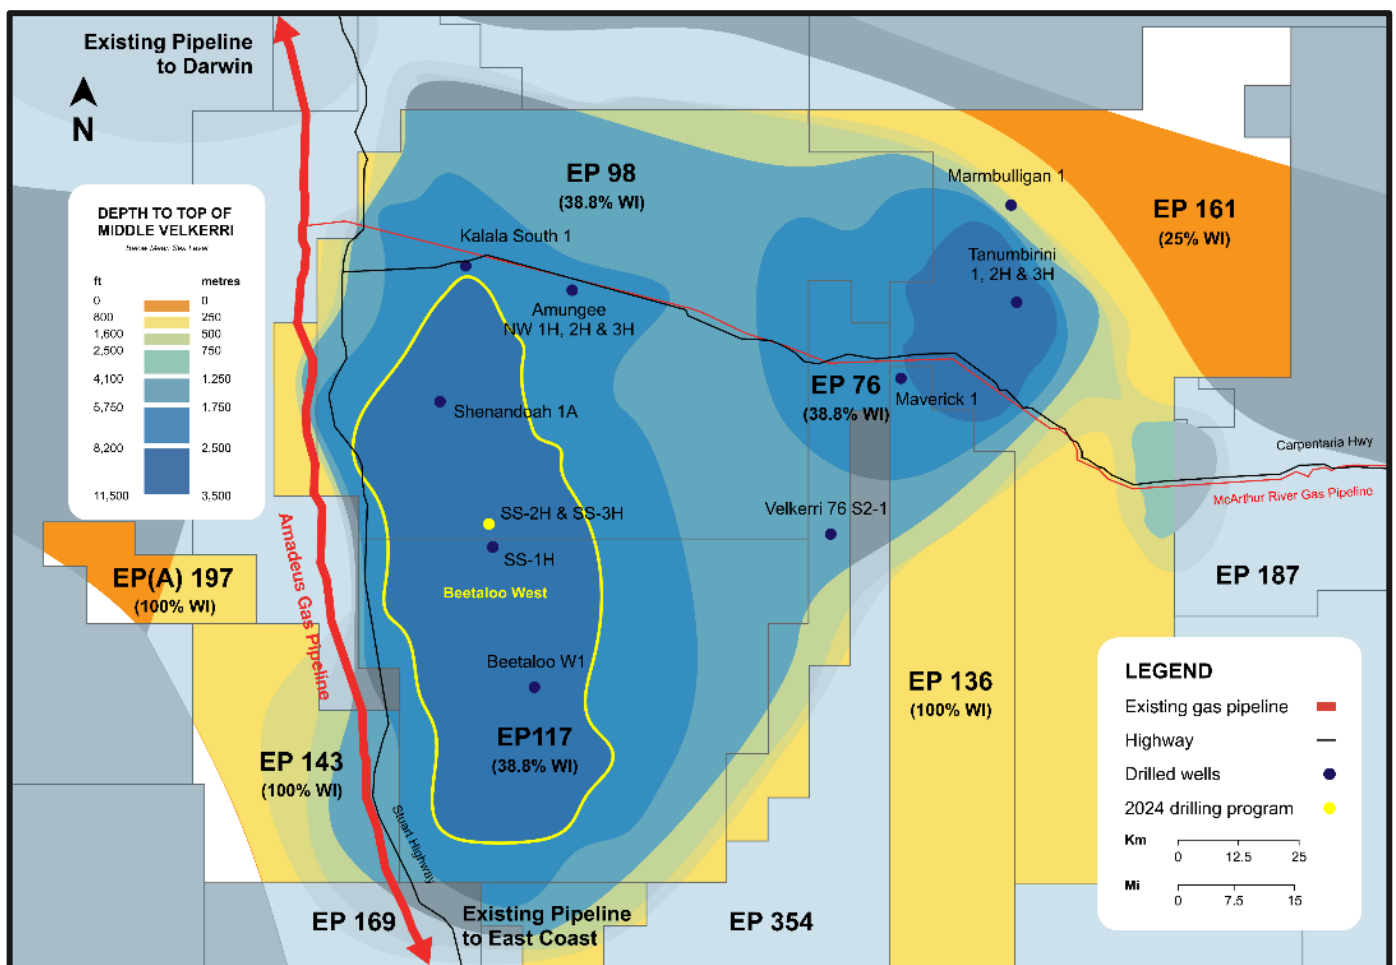 Existing Pipeline
to Darwin
N
DEPTH TO TOP OF
MIDDLE VELKERRI
Below Mean Sea Level
ft metres
0 0
800 250
1,600 500
2,500 750
4,100 1.250
5,750 1.750
8,200 2.500
11,500 3,500
EP 98
(38.8% WI)
Marmbulligan 1
EP 161
(25% WI)
Kalala South 1
Tanumbirini
1, 2H & 3H
Amungee
NW 1H, 2H & 3H
EP 76
(38.8% WI)
Maverick 1
Shenandoah 1A
Carpentaria Hwy
McArthur River Gas Pipeline
SS-2H & SS-3H
Velkerri 76 S2-1
SS-1H
Amadeus Gas Pipeline
EP(A) 197
(100% WI)
Beetaloo West
EP 187
Beetaloo W1
EP 136
(100% WI)
EP117
(38.8% WI)
EP 143
(100% WI)
Stuart Highway
EP 169
Existing Pipeline
to East Coast
EP 354
LEGEND
Existing gas pipeline
Highway
Drilled wells
2024 drilling program
Km
0 12.5 25
Mi
0 7.5 15